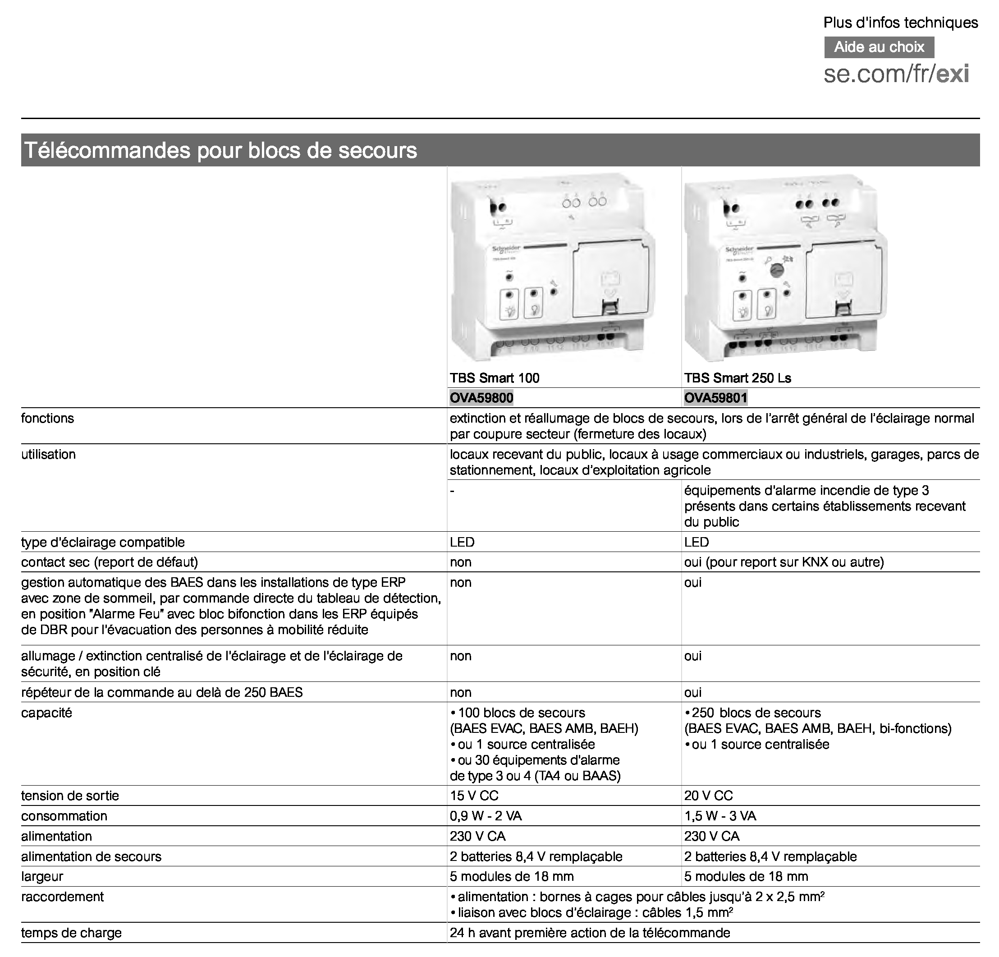 Plus d'infos techniques
Aide au choix
se.com/fr/exi
Télécommandes pour blocs de secours
Schneider
Schneider
TBS Smart 100
TBS Smart 250 Ls
OVA59800
OVA59801
fonctions
extinction et réallumage de blocs de secours, lors de l'arrêt général de l'éclairage normal
par coupure secteur (fermeture des locaux)
utilisation
locaux recevant du public, locaux à usage commerciaux ou industriels, garages, parcs de
stationnement, locaux d'exploitation agricole
-
équipements d'alarme incendie de type 3
présents dans certains établissements recevant
du public
type d'éclairage compatible
LED
LED
contact sec (report de défaut)
non
oui (pour report sur KNX ou autre)
gestion automatique des BAES dans les installations de type ERP
avec zone de sommeil, par commande directe du tableau de détection,
en position "Alarme Feu" avec bloc bifonction dans les ERP équipés
de DBR pour l'évacuation des personnes à mobilité réduite
non
oui
allumage / extinction centralisé de l'éclairage et de l'éclairage de
sécurité, en position clé
non
oui
répéteur de la commande au delà de 250 BAES
non
oui
capacité
• 100 blocs de secours
(BAES EVAC, BAES AMB, BAEH)
• ou 1 source centralisée
• ou 30 équipements d'alarme
de type 3 ou 4 (TA4 ou BAAS)
• 250 blocs de secours
(BAES EVAC, BAES AMB, BAEH, bi-fonctions)
• ou 1 source centralisée
tension de sortie
15 V CC
20 V CC
consommation
0,9 W - 2 VA
1,5 W - 3 VA
alimentation
230 V CA
230 V CA
alimentation de secours
2 batteries 8,4 V remplaçable
2 batteries 8,4 V remplaçable
largeur
5 modules de 18 mm
5 modules de 18 mm
raccordement
• alimentation : bornes à cages pour câbles jusqu'à 2 x 2,5 mm²
• liaison avec blocs d'éclairage : câbles 1,5 mm²
temps de charge
24 h avant première action de la télécommande